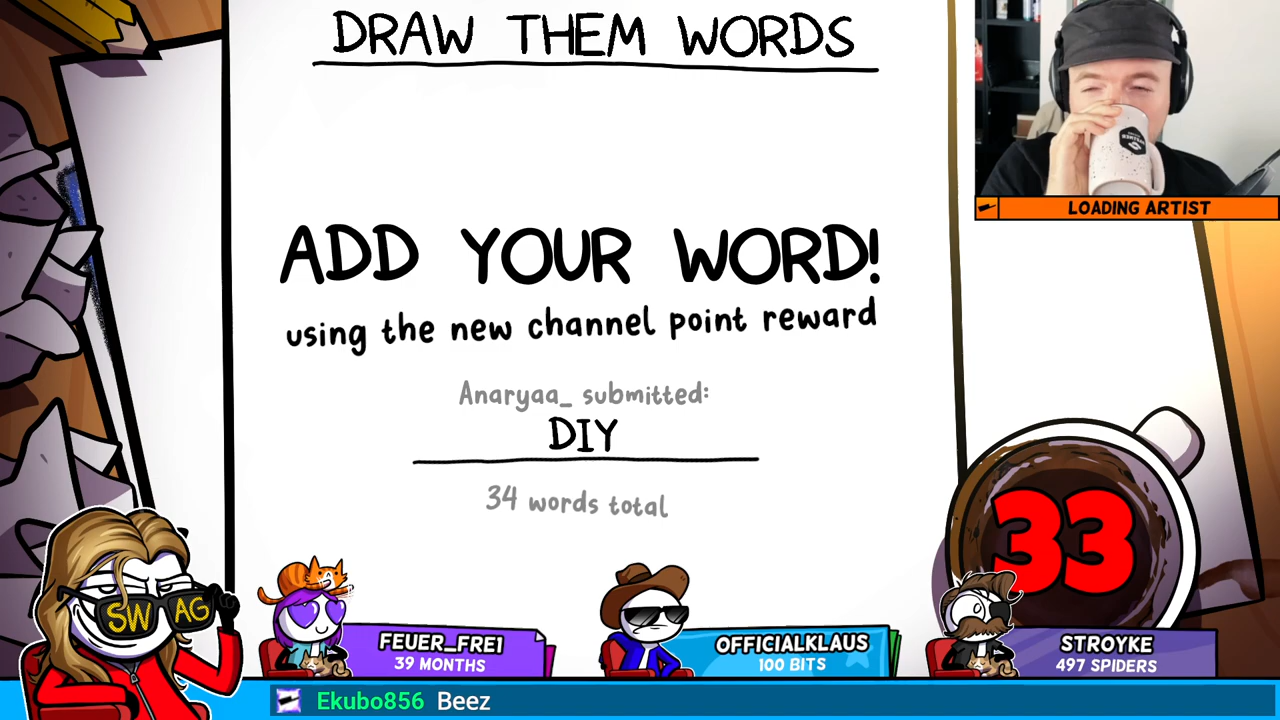 DRAW THEM WORDS
LOADING ARTIST
ADD YOUR WORD!
using the new channel point reward
Anaryaa_ submitted:
DIY
34 words total
33
SW AG
FEUER_FRE1
39 MONTHS
OFFICIALKLAUS
100 BITS
STROYKE
497 SPIDERS
Ekubo856 Beez